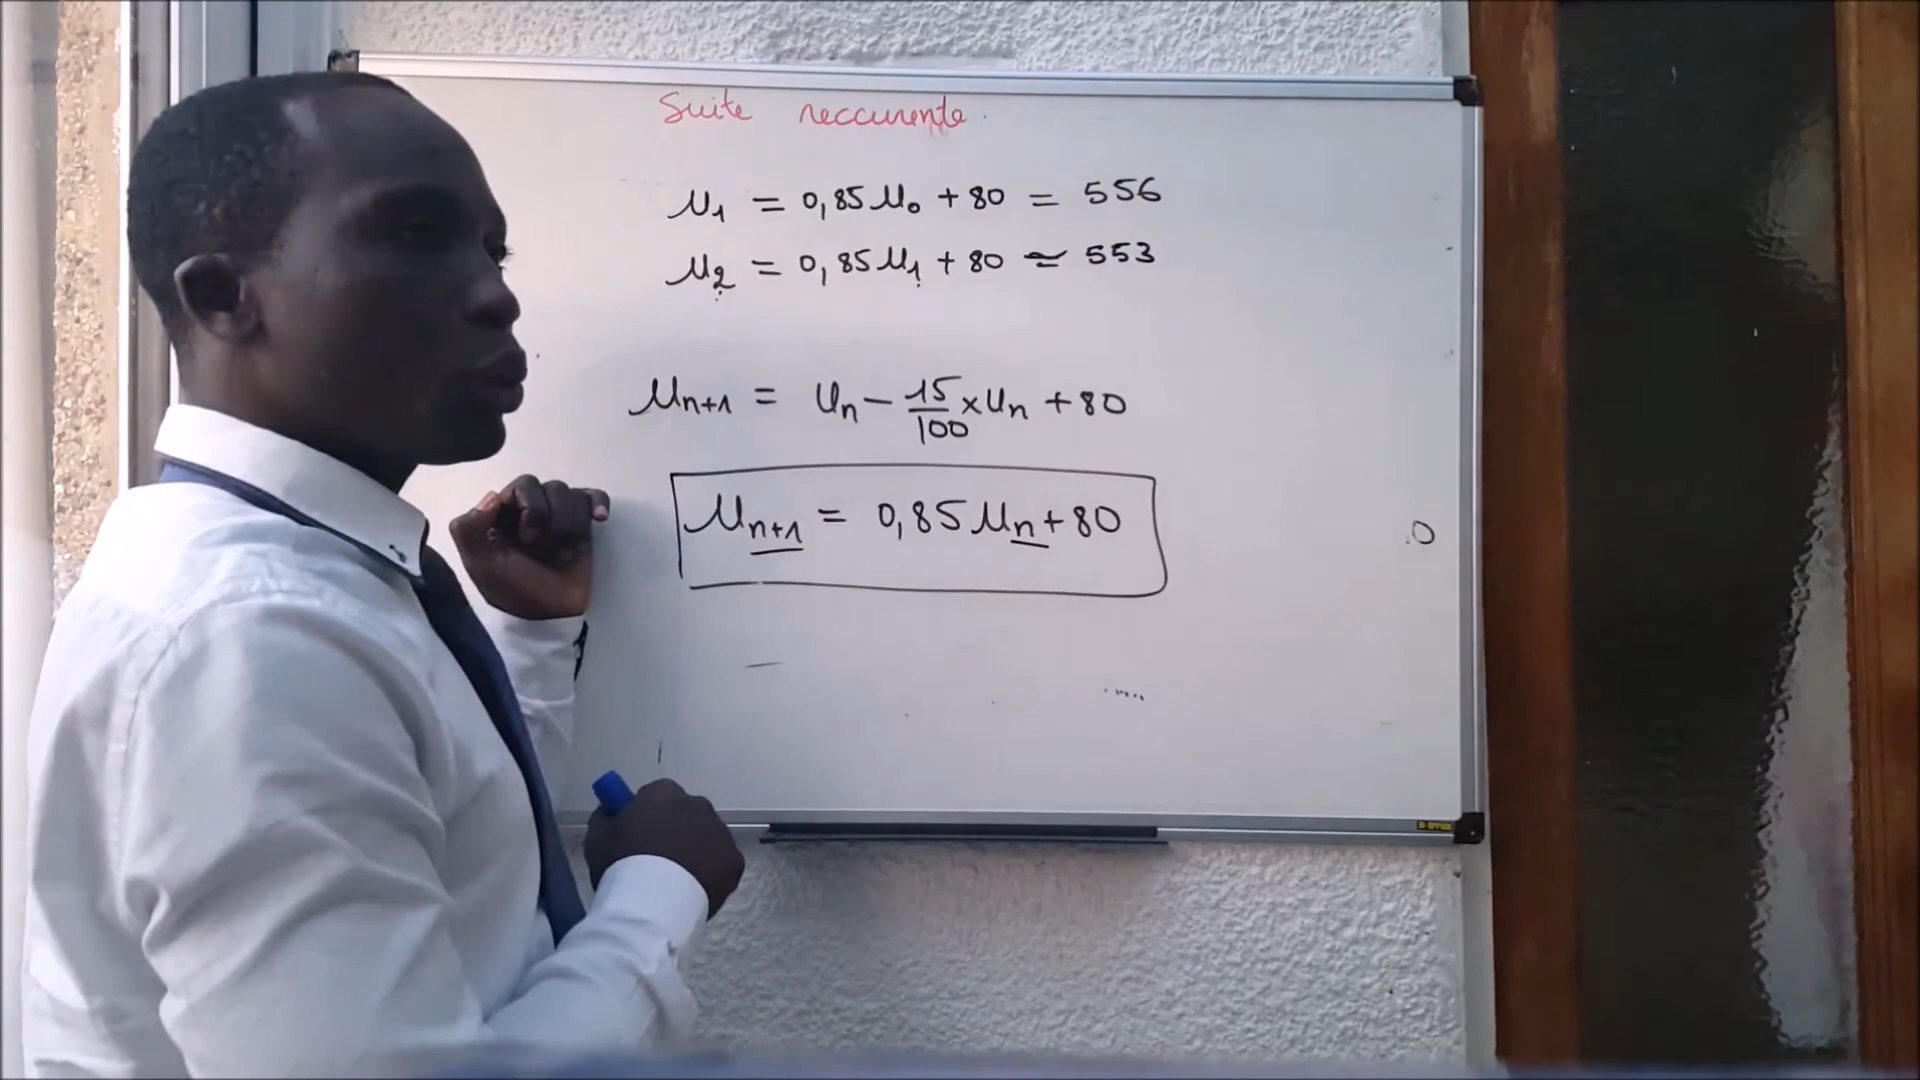 Suite reccurente.
u₁ = 0,85 u₀ + 80 = 556
u₂ = 0,85 u₁ + 80 ≃ 553
uₙ₊₁ = uₙ - 15/100 × uₙ + 80
uₙ₊₁ = 0,85 uₙ + 80
.0